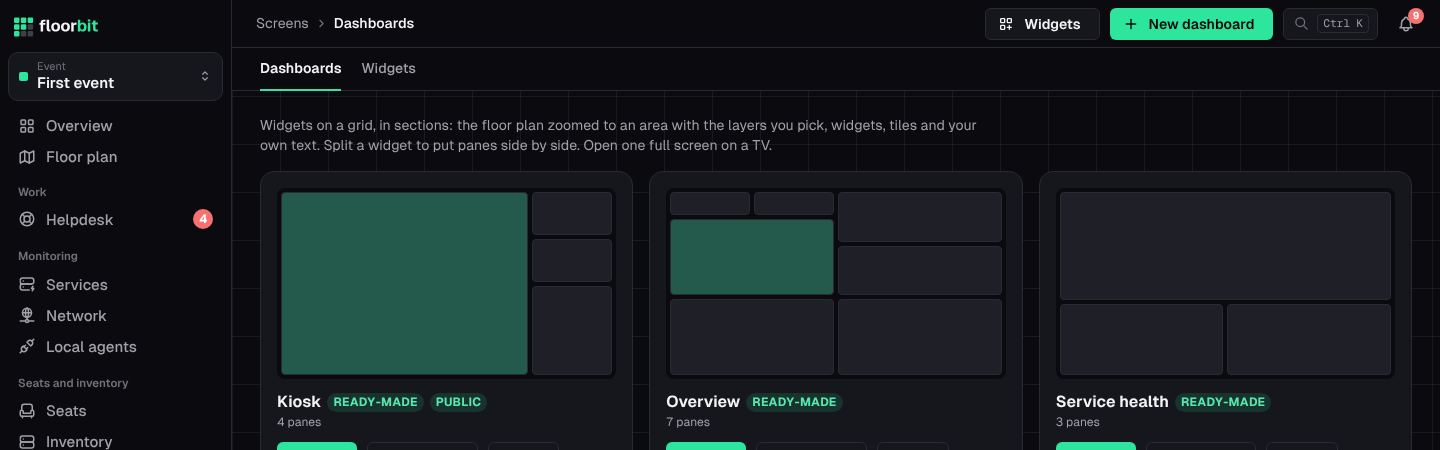 floorbit
Event
First event
Overview
Floor plan
Work
Helpdesk 4
Monitoring
Services
Network
Local agents
Seats and inventory
Seats
Inventory
Screens > Dashboards
Widgets
New dashboard
Ctrl K
9
Dashboards Widgets
Widgets on a grid, in sections: the floor plan zoomed to an area with the layers you pick, widgets, tiles and your
own text. Split a widget to put panes side by side. Open one full screen on a TV.
Kiosk READY-MADE PUBLIC
4 panes
Overview READY-MADE
7 panes
Service health READY-MADE
3 panes